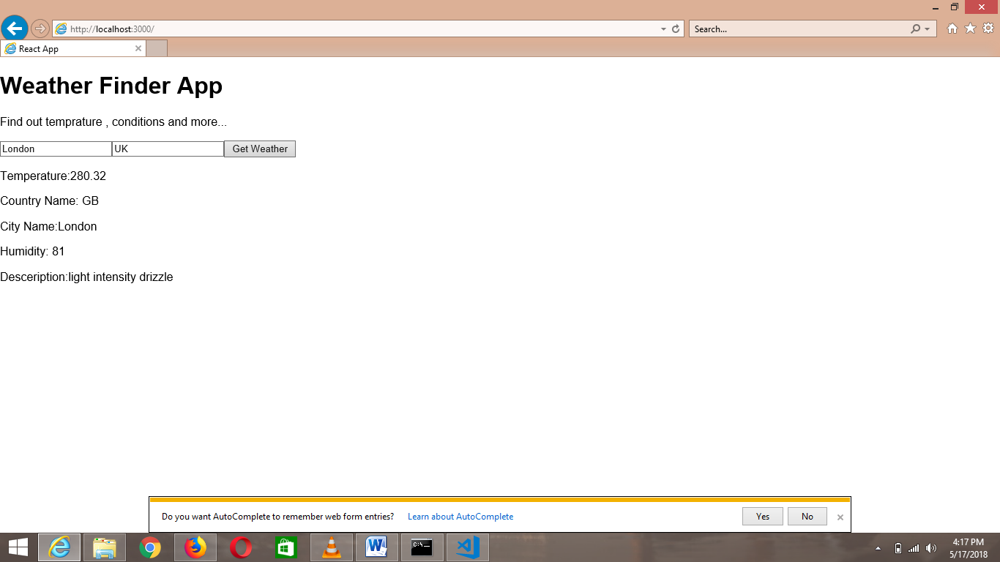 http://localhost:3000/
Search...
React App
Weather Finder App
Find out temprature , conditions and more...
London UK Get Weather
Temperature:280.32
Country Name: GB
City Name:London
Humidity: 81
Desceription:light intensity drizzle
Do you want AutoComplete to remember web form entries? Learn about AutoComplete Yes No
4:17 PM
5/17/2018